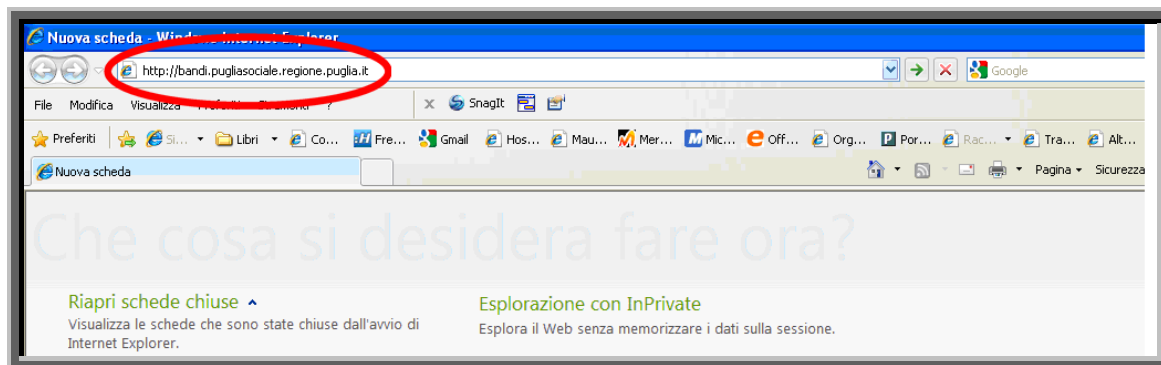 Nuova scheda - Windows Internet Explorer
http://bandi.pugliasociale.regione.puglia.it
Google
File Modifica Visualizza Preferiti Strumenti ?
x SnagIt
Preferiti Si... Libri Co... Fre... Gmail Hos... Mau... Mer... Mic... Off... Org... Por... Rac... Tra... Alt...
Nuova scheda
Pagina Sicurezza
Che cosa si desidera fare ora?
Riapri schede chiuse Esplorazione con InPrivate
Visualizza le schede che sono state chiuse dall'avvio di Esplora il Web senza memorizzare i dati sulla sessione.
Internet Explorer.